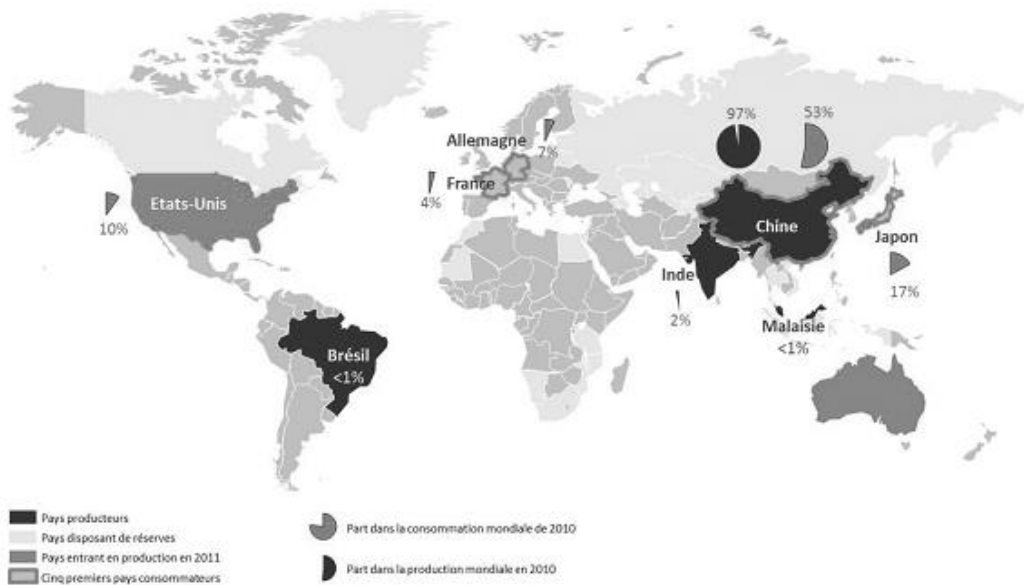 97%
53%
Allemagne
7%
France
4%
Etats-Unis
10%
Chine
Japon
17%
Inde
2%
Malaisie
<1%
Brésil
<1%
Pays producteurs
Pays disposant de réserves
Pays entrant en production en 2011
Cinq premiers pays consommateurs
Part dans la consommation mondiale de 2010
Part dans la production mondiale en 2010